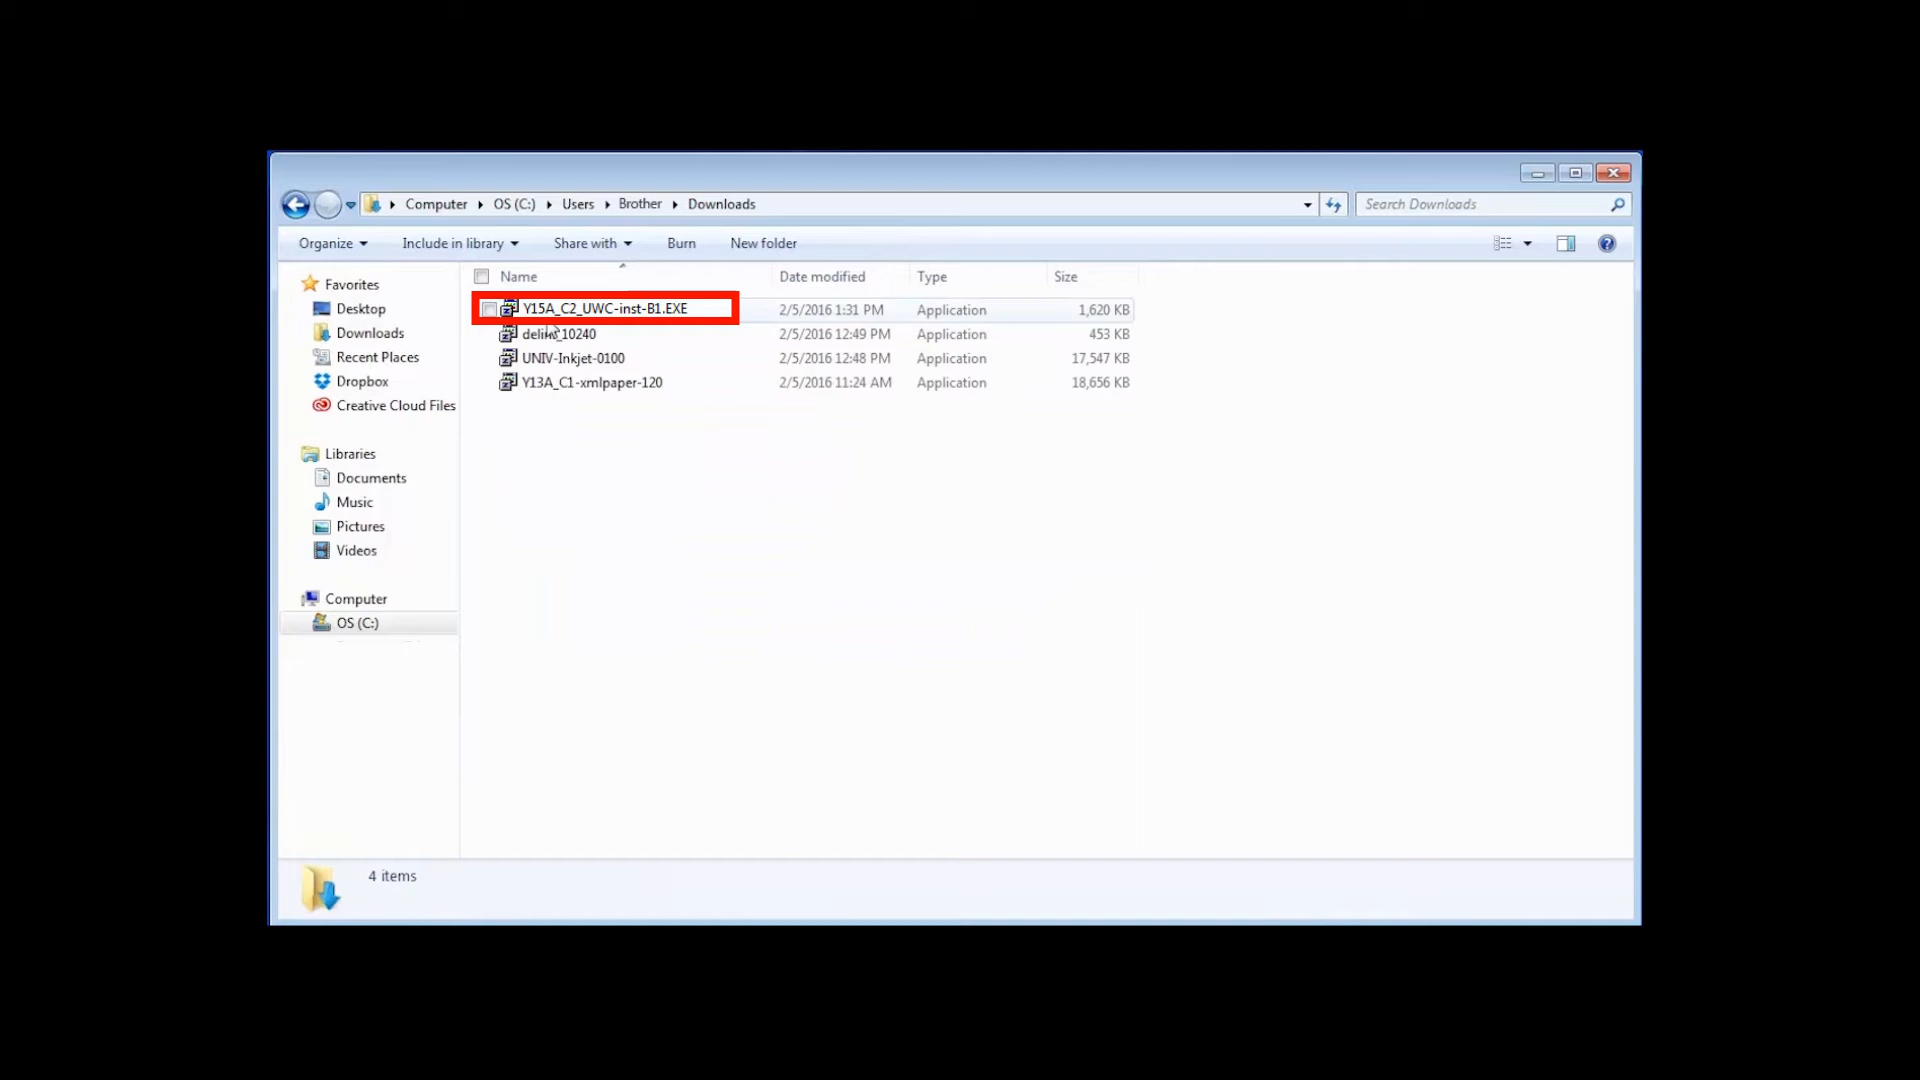 Computer OS (C:) Users Brother Downloads
Search Downloads
Organize Include in library Share with Burn New folder
Name Date modified Type Size
Y15A_C2_UWC-inst-B1.EXE 2/5/2016 1:31 PM Application 1,620 KB
10240 2/5/2016 12:49 PM Application 453 KB
UNIV-Inkjet-0100 2/5/2016 12:48 PM Application 17,547 KB
Y13A_C1-xmlpaper-120 2/5/2016 11:24 AM Application 18,656 KB
Favorites
Desktop
Downloads
Recent Places
Dropbox
Creative Cloud Files
Libraries
Documents
Music
Pictures
Videos
Computer
OS (C:)
4 items